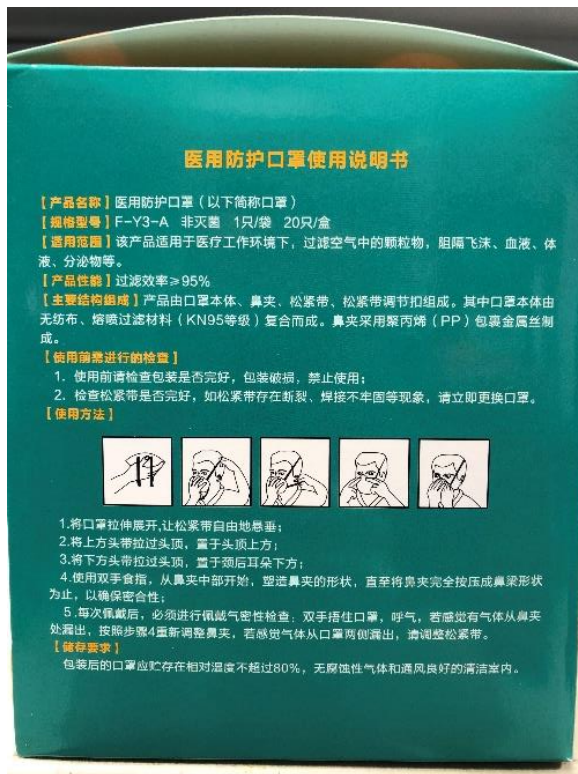 医用防护口罩使用说明书
【产品名称】医用防护口罩（以下简称口罩）
【规格型号】F-Y3-A 非灭菌 1只/袋 20只/盒
【适用范围】该产品适用于医疗工作环境下，过滤空气中的颗粒物，阻隔飞沫、血液、体
液、分泌物等。
【产品性能】过滤效率≥95%
【主要结构组成】产品由口罩本体、鼻夹、松紧带、松紧带调节扣组成。其中口罩本体由
无纺布、熔喷过滤材料（KN95等级）复合而成。鼻夹采用聚丙烯（PP）包裹金属丝制
成。
【使用前需进行的检查】
1. 使用前请检查包装是否完好，包装破损，禁止使用；
2. 检查松紧带是否完好，如松紧带存在断裂、焊接不牢固等现象，请立即更换口罩。
【使用方法】
1.将口罩拉伸展开,让松紧带自由地悬垂；
2.将上方头带拉过头顶，置于头顶上方；
3.将下方头带拉过头顶，置于颈后耳朵下方；
4.使用双手食指，从鼻夹中部开始，塑造鼻夹的形状，直至将鼻夹完全按压成鼻梁形状
为止，以确保密合性；
5.每次佩戴后，必须进行佩戴气密性检查：双手捂住口罩，呼气，若感觉有气体从鼻夹
处漏出，按照步骤4重新调整鼻夹，若感觉气体从口罩两侧漏出，请调整松紧带。
【储存要求】
包装后的口罩应贮存在相对湿度不超过80%，无腐蚀性气体和通风良好的清洁室内。